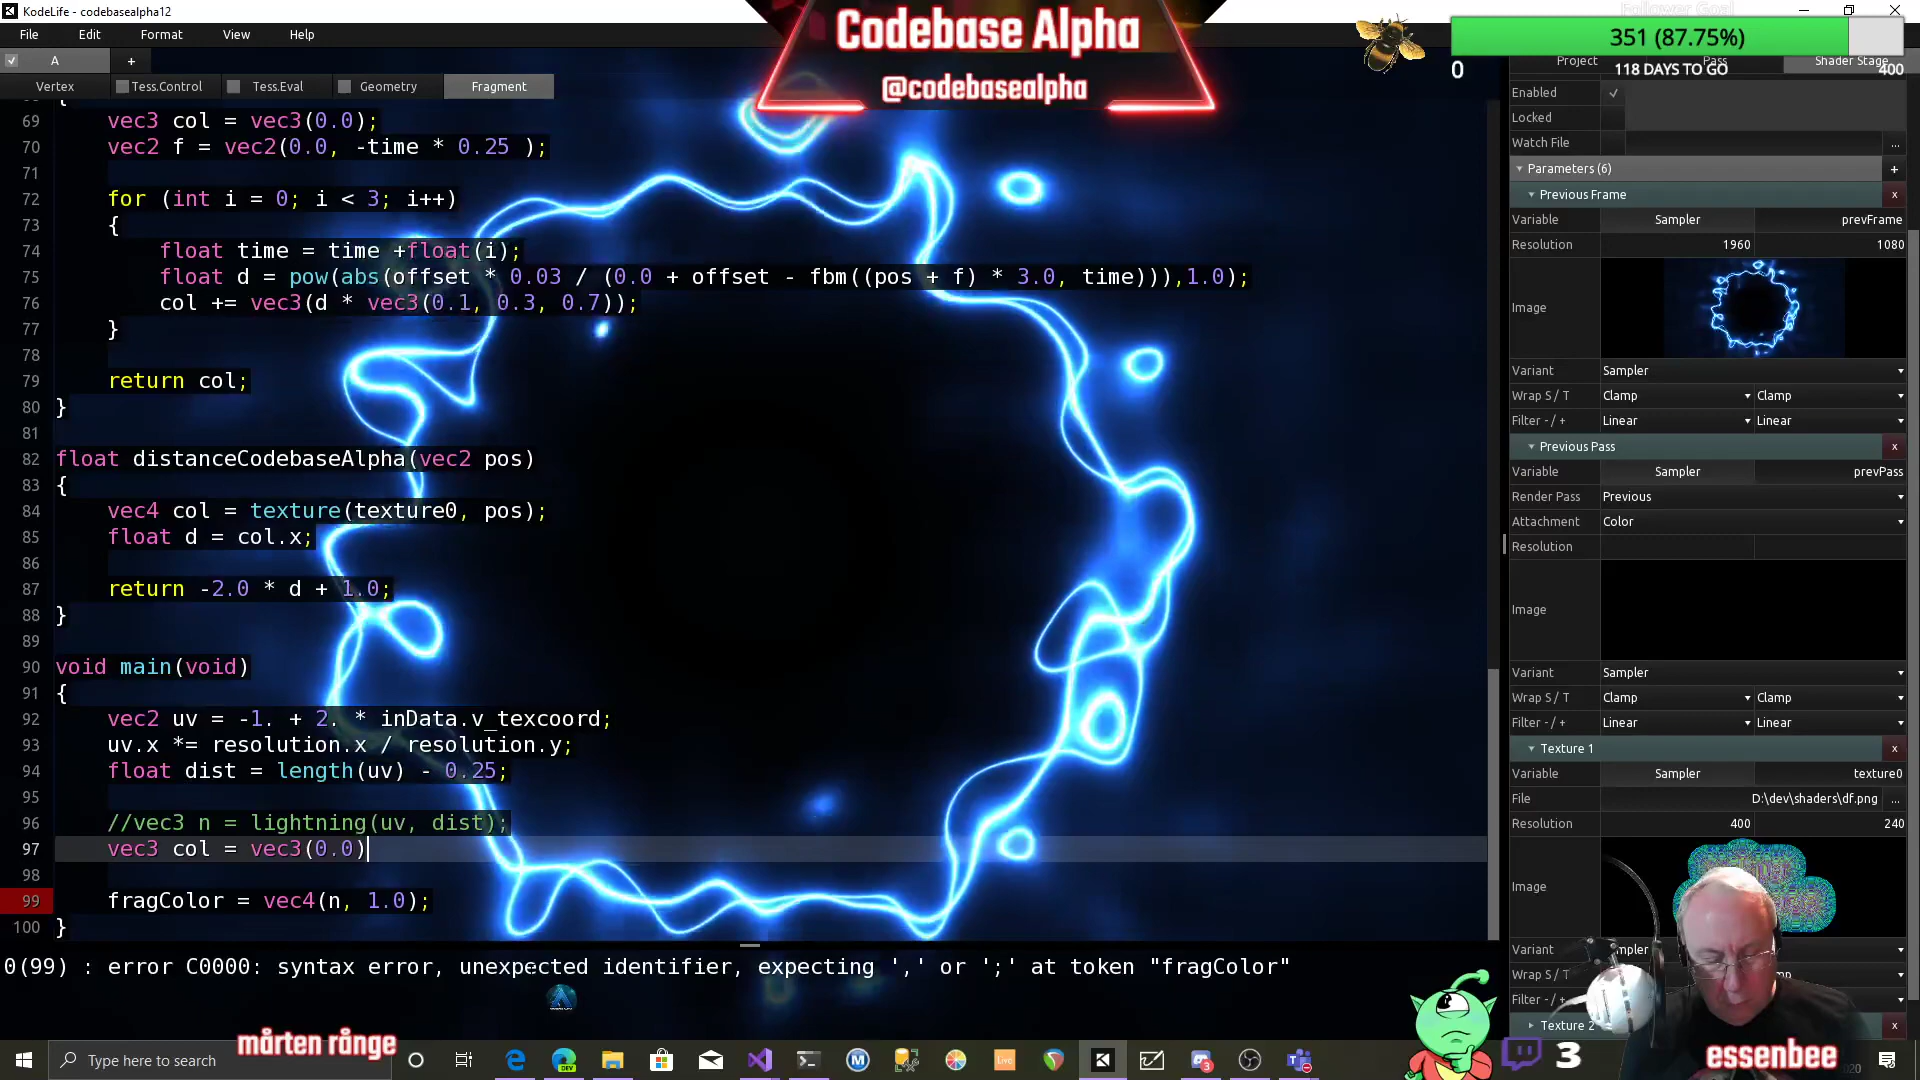 KodeLife - codebasealpha12
File Edit Format View Help
Codebase Alpha
@codebasealpha
Follower Goal
351 (87.75%)
0 118 DAYS TO GO 400
A +
Project Pass Shader Stage
Vertex Tess.Control Tess.Eval Geometry Fragment
{
69 vec3 col = vec3(0.0);
70 vec2 f = vec2(0.0, -time * 0.25 );
71
72 for (int i = 0; i < 3; i++)
73 {
74 float time = time +float(i);
75 float d = pow(abs(offset * 0.03 / (0.0 + offset - fbm((pos + f) * 3.0, time))),1.0);
76 col += vec3(d * vec3(0.1, 0.3, 0.7));
77 }
78
79 return col;
80 }
81
82 float distanceCodebaseAlpha(vec2 pos)
83 {
84 vec4 col = texture(texture0, pos);
85 float d = col.x;
86
87 return -2.0 * d + 1.0;
88 }
89
90 void main(void)
91 {
92 vec2 uv = -1. + 2. * inData.v_texcoord;
93 uv.x *= resolution.x / resolution.y;
94 float dist = length(uv) - 0.25;
95
96 //vec3 n = lightning(uv, dist);
97 vec3 col = vec3(0.0)
98
99 fragColor = vec4(n, 1.0);
100 }
0(99) : error C0000: syntax error, unexpected identifier, expecting ',' or ';' at token "fragColor"
Enabled
Locked
Watch File ...
Parameters (6) +
Previous Frame x
Variable Sampler prevFrame
Resolution 1960 1080
Image
Variant Sampler
Wrap S / T Clamp Clamp
Filter - / + Linear Linear
Previous Pass x
Variable Sampler prevPass
Render Pass Previous
Attachment Color
Resolution
Image
Variant Sampler
Wrap S / T Clamp Clamp
Filter - / + Linear Linear
Texture 1 x
Variable Sampler texture0
File D:\dev\shaders\df.png ...
Resolution 400 240
Image
Variant
Wrap S / T
Filter - / +
Texture 2 x
mårten rånge
Type here to search
3
essenbee